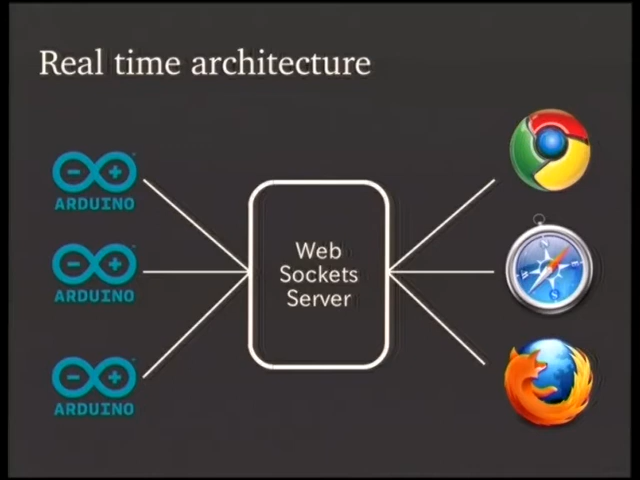 Real time architecture
ARDUINO
ARDUINO
ARDUINO
Web
Sockets
Server